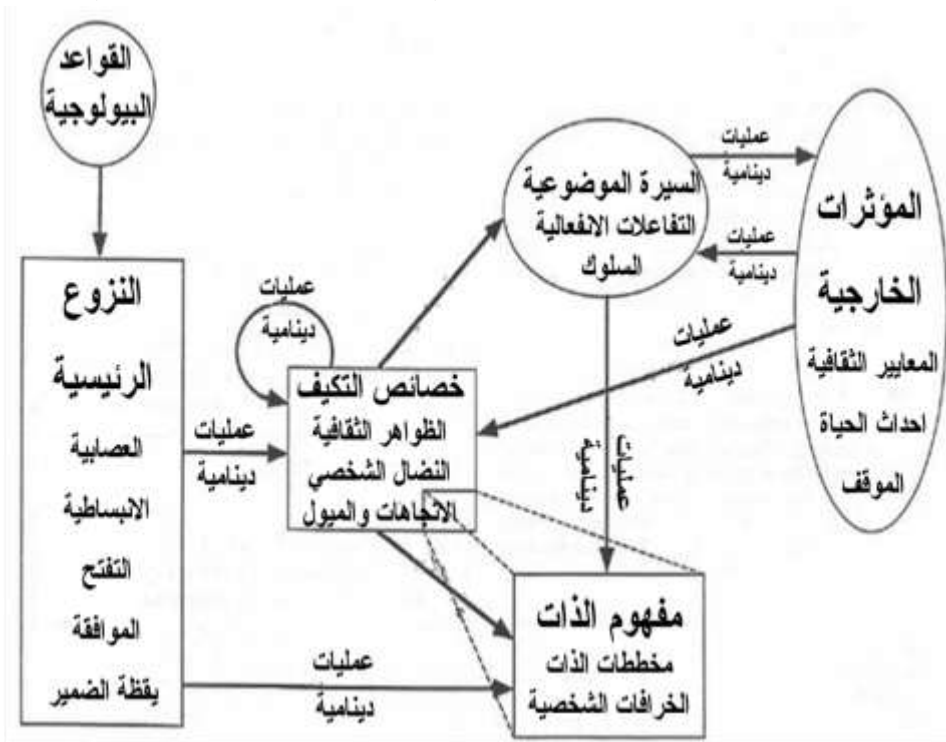 القواعد
البيولوجية
النزوع
الرئيسية
العصابية
الانبساطية
التفتح
الموافقة
يقظة الضمير
عمليات
دينامية
عمليات
دينامية
خصائص التكيف
الظواهر الثقافية
النضال الشخصي
الاتجاهات والميول
السيرة الموضوعية
التفاعلات الانفعالية
السلوك
عمليات
دينامية
عمليات
دينامية
عمليات
دينامية
المؤثرات
الخارجية
المعايير الثقافية
احداث الحياة
الموقف
عمليات
دينامية
مفهوم الذات
مخططات الذات
الخرافات الشخصية
عمليات
دينامية